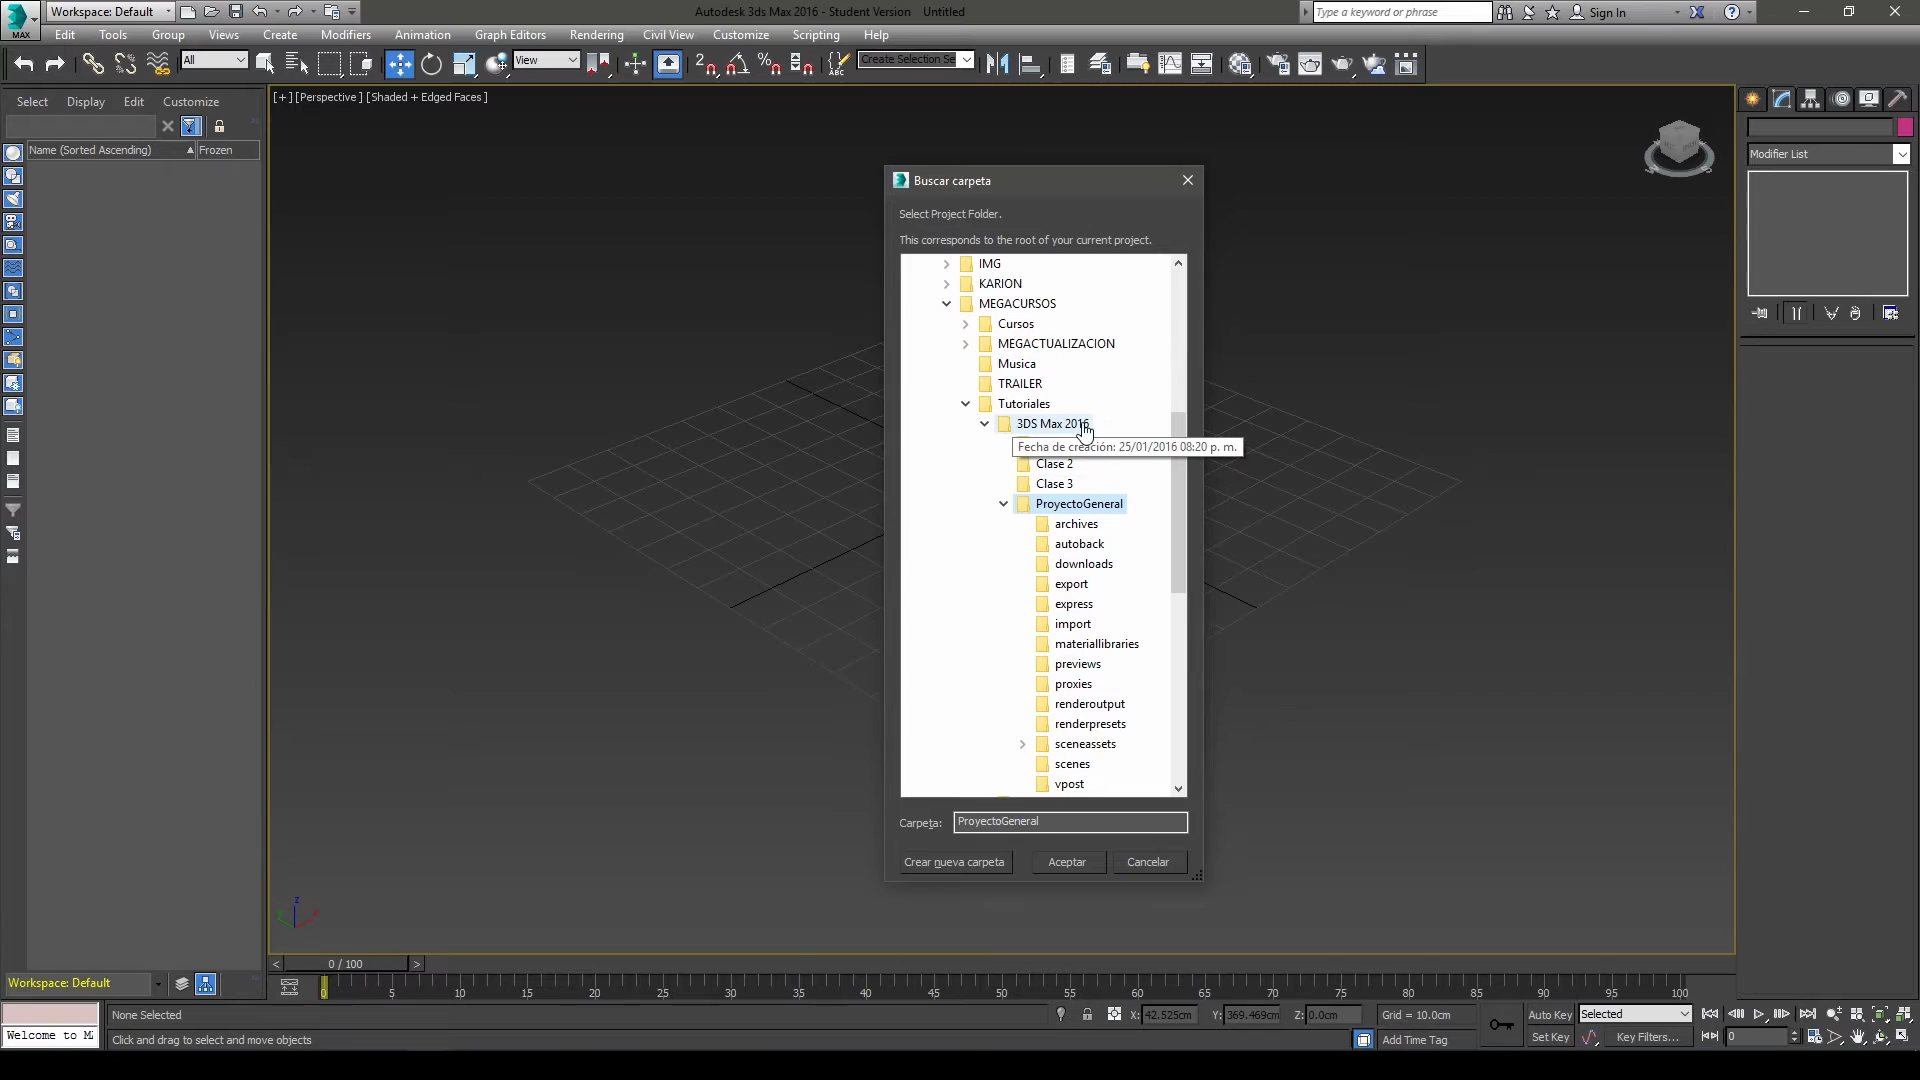 Workspace: Default
Autodesk 3ds Max 2016 - Student Version    Untitled
Type a keyword or phrase
Sign In
MAX
Edit Tools Group Views Create Modifiers Animation Graph Editors Rendering Civil View Customize Scripting Help
All
View
Create Selection Se
Select Display Edit Customize
[+] [Perspective ] [Shaded + Edged Faces ]
Name (Sorted Ascending)
Frozen
Modifier List
Buscar carpeta
Select Project Folder.
This corresponds to the root of your current project.
IMG
KARION
MEGACURSOS
Cursos
MEGACTUALIZACION
Musica
TRAILER
Tutoriales
3DS Max 2016
Fecha de creación: 25/01/2016 08:20 p. m.
Clase 2
Clase 3
ProyectoGeneral
archives
autoback
downloads
export
express
import
materiallibraries
previews
proxies
renderoutput
renderpresets
sceneassets
scenes
vpost
Carpeta: ProyectoGeneral
Crear nueva carpeta
Aceptar
Cancelar
z
0 / 100
Workspace: Default
0 5 10 15 20 25 30 35 40 45 50 55 60 65 70 75 80 85 90 95 100
None Selected
X: 42.525cm Y: 369.469cm Z: 0.0cm
Grid = 10.0cm
Auto Key
Selected
Welcome to M
Click and drag to select and move objects
Add Time Tag
Set Key
Key Filters...
0